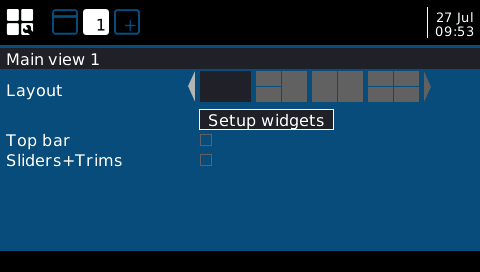 1
+
27 Jul
09:53
Main view 1
Layout
Setup widgets
Top bar
Sliders+Trims